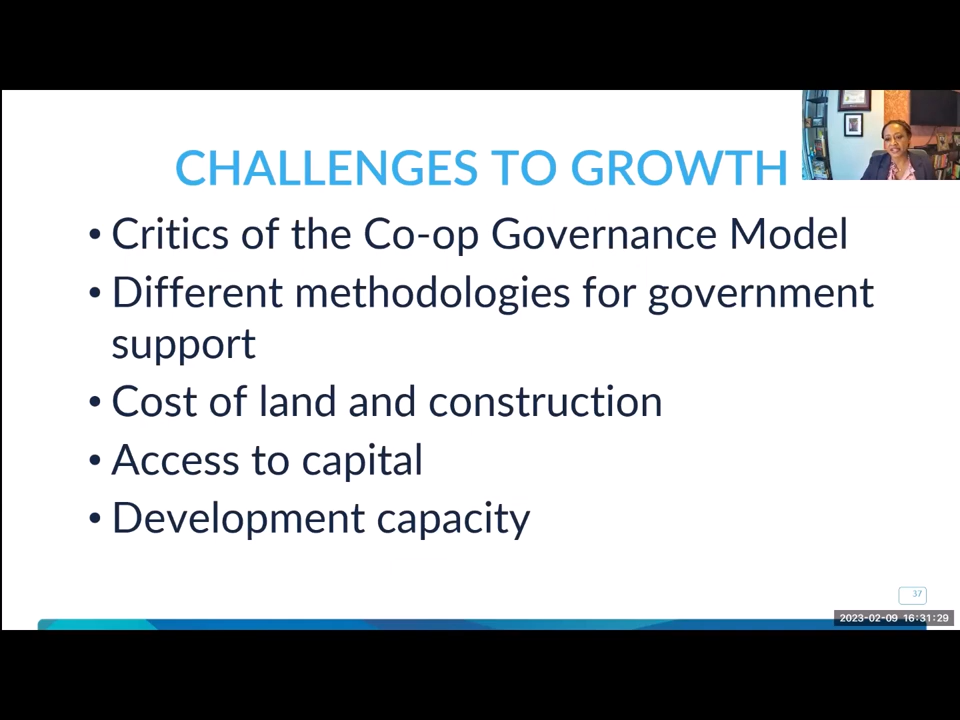 CHALLENGES TO GROWTH
• Critics of the Co-op Governance Model
• Different methodologies for government
support
• Cost of land and construction
• Access to capital
• Development capacity
37
2023-02-09 16:31:29